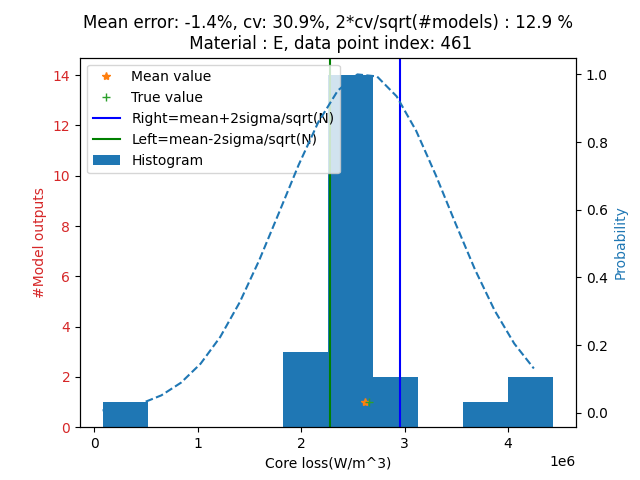 Mean error: -1.4%, cv: 30.9%, 2*cv/sqrt(#models) : 12.9 %
Material : E, data point index: 461
Mean value
True value
Right=mean+2sigma/sqrt(N)
Left=mean-2sigma/sqrt(N)
Histogram
#Model outputs
14
12
10
8
6
4
2
0
0
1
2
3
4
1e6
Core loss(W/m^3)
1.0
0.8
0.6
0.4
0.2
0.0
Probability